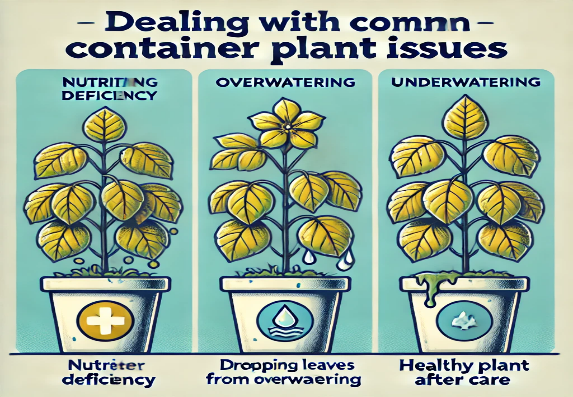 – Dealing with comnn –
container plant issues
NUTRITING
DEFICIENCY
OVERWATERING
UNDERWATERING
Nutreter
deficiency
Dropping leaves
from overwaering
Healthy plant
after care